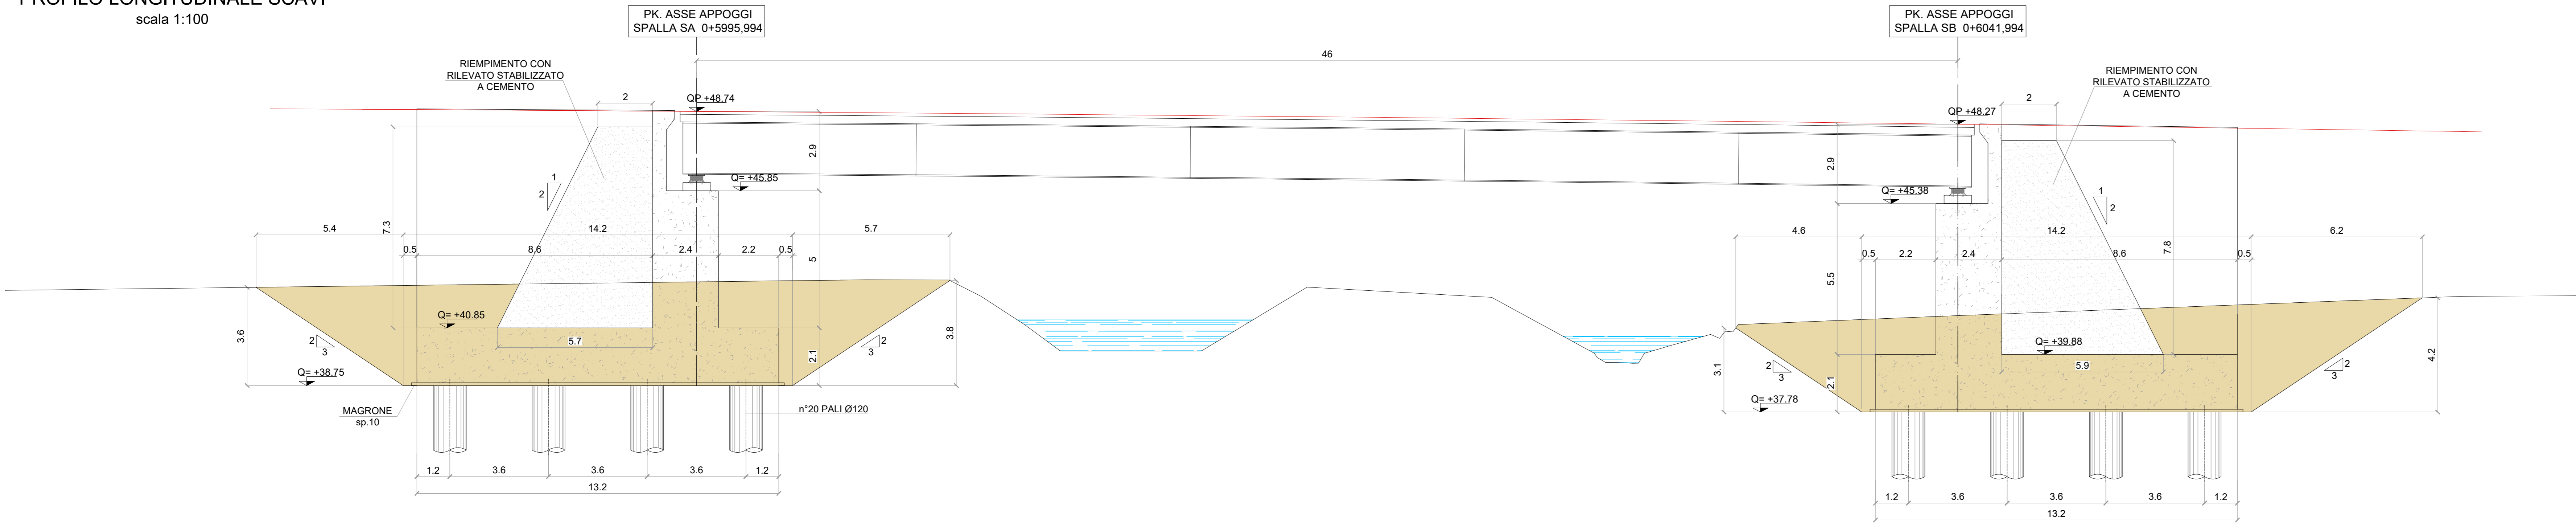 PROFILO LONGITUDINALE SCAVI
scala 1:100
PK. ASSE APPOGGI
SPALLA SA 0+5995,994
PK. ASSE APPOGGI
SPALLA SB 0+6041,994
46
RIEMPIMENTO CON
RILEVATO STABILIZZATO
A CEMENTO
RIEMPIMENTO CON
RILEVATO STABILIZZATO
A CEMENTO
2
QP +48.74
QP +48.27
2
2.9
2.9
1
2
Q= +45.85
Q= +45.38
1
2
7.3
5.4
14.2
5.7
4.6
14.2
6.2
7.8
0.5
8.6
2.4
2.2
0.5
0.5
2.2
2.4
8.6
0.5
5
5.5
Q= +40.85
Q= +39.88
3.6
2
3
5.7
2
3
3.8
2.1
3.1
2
3
5.9
2
3
4.2
2.1
Q= +38.75
Q= +37.78
MAGRONE
sp.10
n°20 PALI Ø120
1.2
3.6
3.6
3.6
1.2
13.2
1.2
3.6
3.6
3.6
1.2
13.2